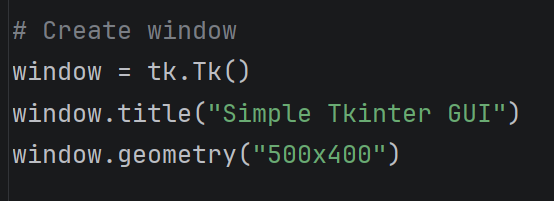 # Create window
window = tk.Tk()
window.title("Simple Tkinter GUI")
window.geometry("500x400")